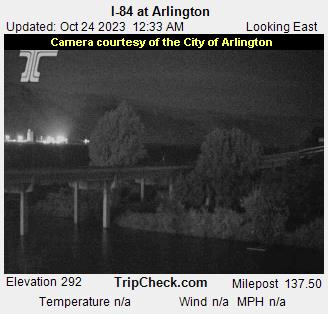 I-84 at Arlington
Updated: Oct 24 2023 12:33 AM Looking East
Camera courtesy of the City of Arlington
Elevation 292 TripCheck.com Milepost 137.50
Temperature n/a Wind n/a MPH n/a